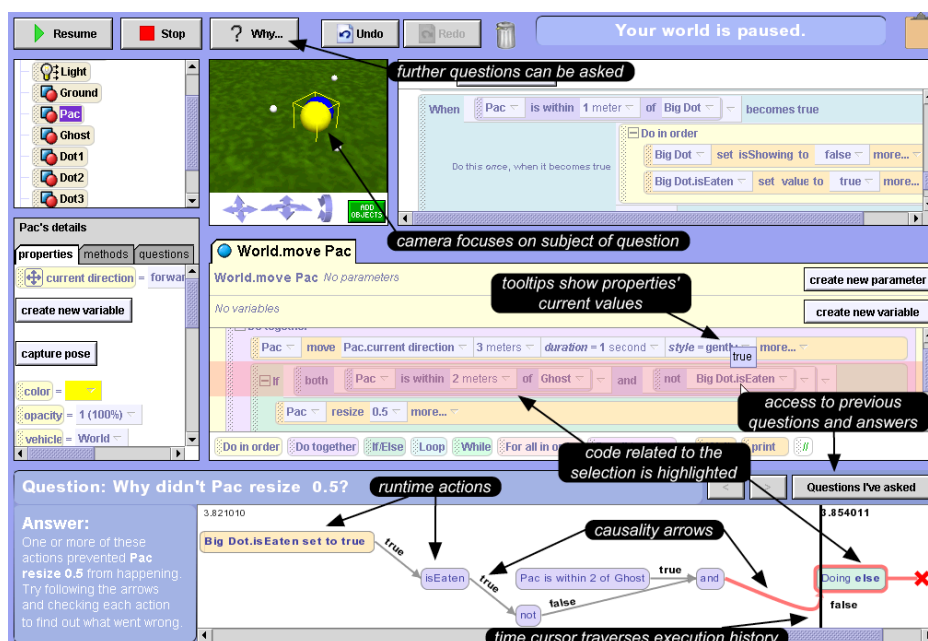 Resume
Stop
? Why...
Undo
Redo
Your world is paused.
further questions can be asked
Light
Ground
Pac
Ghost
Dot1
Dot2
Dot3
ADD OBJECTS
When Pac is within 1 meter of Big Dot becomes true
Do in order
Do this once, when it becomes true
Big Dot set isShowing to false more...
Big Dot.isEaten set value to true more...
camera focuses on subject of question
Pac's details
properties methods questions
current direction = forwar
create new variable
capture pose
color =
opacity = 1 (100%)
vehicle = World
World.move Pac
World.move Pac No parameters
create new parameter
tooltips show properties'
current values
No variables
create new variable
Do together
Pac move Pac.current direction 3 meters duration = 1 second style = gently more...
true
If both Pac is within 2 meters of Ghost and not Big Dot.isEaten
Pac resize 0.5 more...
access to previous
questions and answers
Do in order Do together If/Else Loop While For all in o print //
code related to the
selection is highlighted
Question: Why didn't Pac resize 0.5?
runtime actions
< >
Questions I've asked
Answer:
One or more of these
actions prevented Pac
resize 0.5 from happening.
Try following the arrows
and checking each action
to find out what went wrong.
3.821010
3.854011
Big Dot.isEaten set to true
true
causality arrows
isEaten
true
Pac is within 2 of Ghost
true
and
Doing else
false
not
false
time cursor traverses execution history